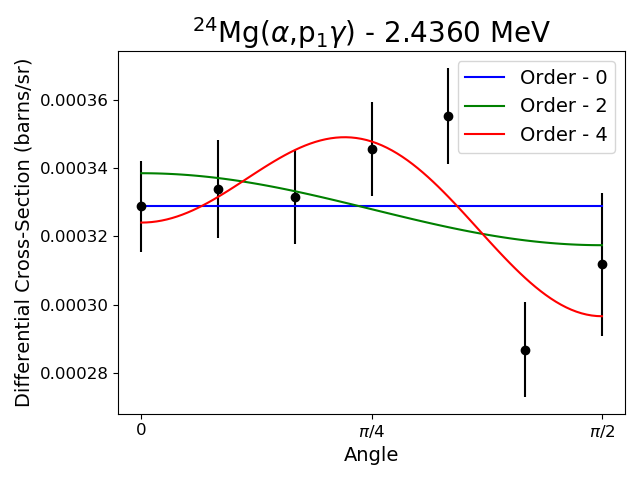 ²⁴Mg(α,p₁γ) - 2.4360 MeV
Order - 0
Order - 2
Order - 4
Differential Cross-Section (barns/sr)
0.00036
0.00034
0.00032
0.00030
0.00028
0
π/4
π/2
Angle